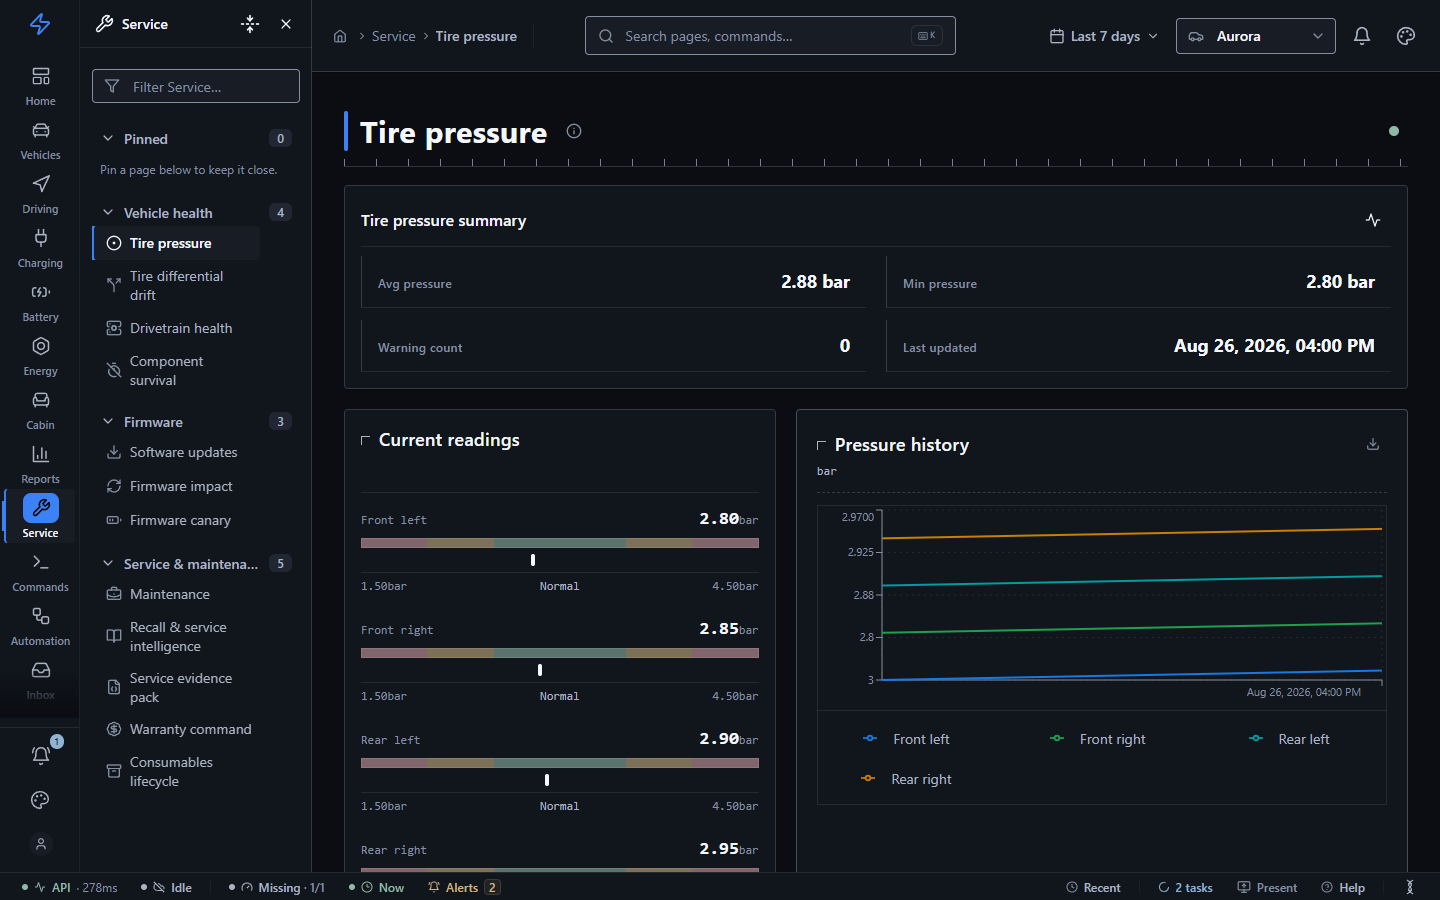 Service
Home
Vehicles
Driving
Charging
Battery
Energy
Cabin
Reports
Service
Commands
Automation
Inbox
1
Filter Service...
Pinned
0
Pin a page below to keep it close.
Vehicle health
4
Tire pressure
Tire differential
drift
Drivetrain health
Component
survival
Firmware
3
Software updates
Firmware impact
Firmware canary
Service & maintena...
5
Maintenance
Recall & service
intelligence
Service evidence
pack
Warranty command
Consumables
lifecycle
Service
Tire pressure
Search pages, commands...
K
Last 7 days
Aurora
Tire pressure
Tire pressure summary
Avg pressure
2.88 bar
Min pressure
2.80 bar
Warning count
0
Last updated
Aug 26, 2026, 04:00 PM
Current readings
Front left
2.80bar
1.50bar
Normal
4.50bar
Front right
2.85bar
1.50bar
Normal
4.50bar
Rear left
2.90bar
1.50bar
Normal
4.50bar
Rear right
2.95bar
Pressure history
bar
2.9700
2.925
2.88
2.8
3
Aug 26, 2026, 04:00 PM
Front left
Front right
Rear left
Rear right
API · 278ms
Idle
Missing · 1/1
Now
Alerts 2
Recent
2 tasks
Present
Help